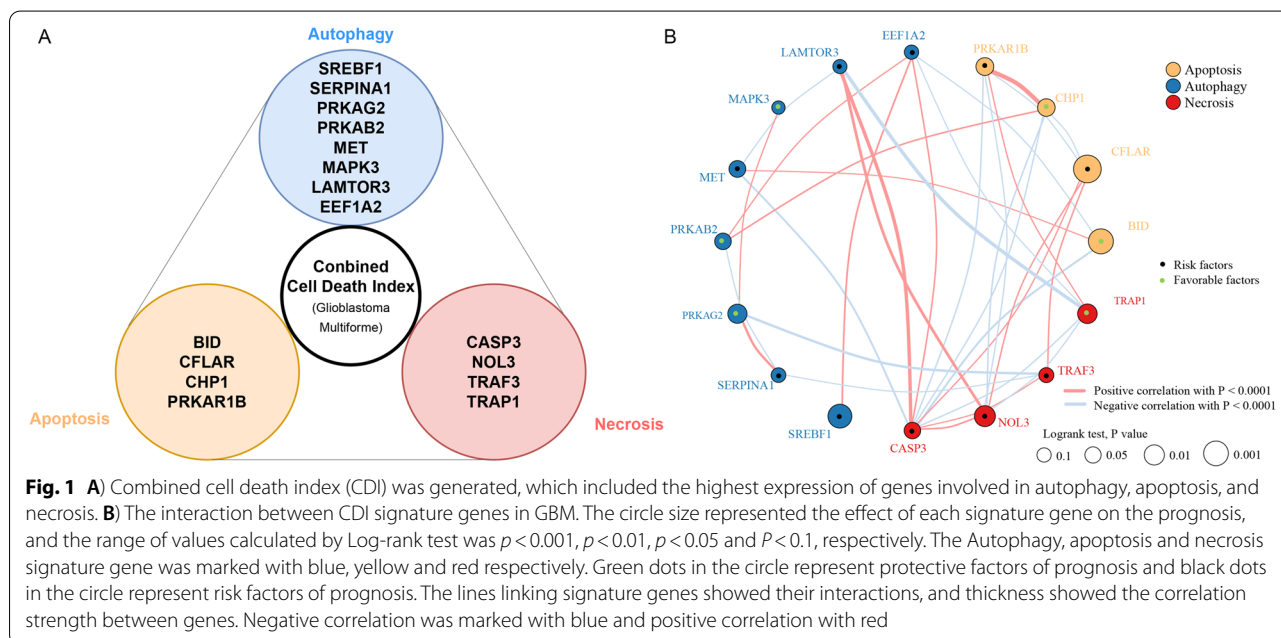 A
Autophagy
SREBF1
SERPINA1
PRKAG2
PRKAB2
MET
MAPK3
LAMTOR3
EEF1A2
Conbined
Cell Death Index
(Glioblastoma
Multiforme)
BID
CFLAR
CHP1
PRKAR1B
Apoptosis
CASP3
NOL3
TRAF3
TRAP1
Necrosis
B
EEF1A2
LAMTOR3
PRKAR1B
MAPK3
CHP1
MET
CFLAR
PRKAB2
BID
PRKAG2
TRAP1
SERPINA1
TRAF3
SREBF1
CASP3
NOL3
Apoptosis
Autophagy
Necrosis
Risk factors
Favorable factors
Positive correlation with P < 0.0001
Negative correlation with P < 0.0001
Logrank test, P value
0.1 0.05 0.01 0.001
Fig. 1 A) Combined cell death index (CDI) was generated, which included the highest expression of genes involved in autophagy, apoptosis, and
necrosis. B) The interaction between CDI signature genes in GBM. The circle size represented the effect of each signature gene on the prognosis,
and the range of values calculated by Log-rank test was p < 0.001, p < 0.01, p < 0.05 and P < 0.1, respectively. The Autophagy, apoptosis and necrosis
signature gene was marked with blue, yellow and red respectively. Green dots in the circle represent protective factors of prognosis and black dots
in the circle represent risk factors of prognosis. The lines linking signature genes showed their interactions, and thickness showed the correlation
strength between genes. Negative correlation was marked with blue and positive correlation with red